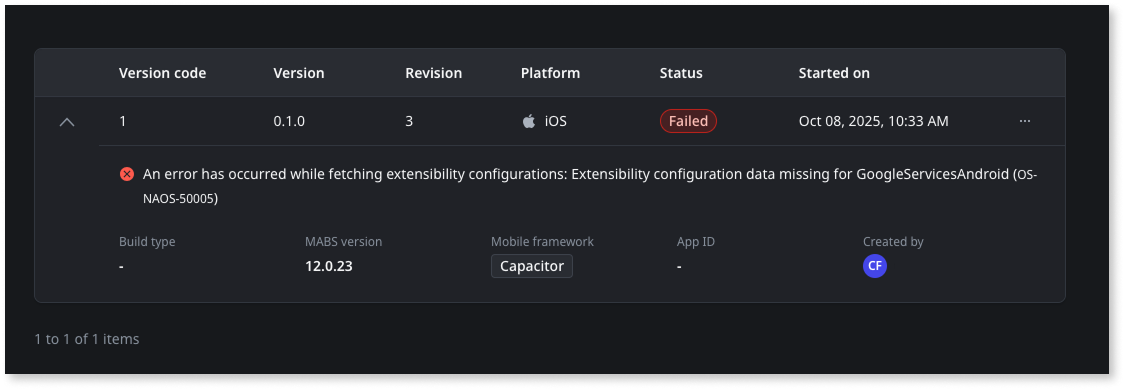 Version code Version Revision Platform Status Started on
1 0.1.0 3 iOS Failed Oct 08, 2025, 10:33 AM ...
An error has occurred while fetching extensibility configurations: Extensibility configuration data missing for GoogleServicesAndroid (OS-
NAOS-50005)
Build type MABS version Mobile framework App ID Created by
- 12.0.23 Capacitor - CF
1 to 1 of 1 items